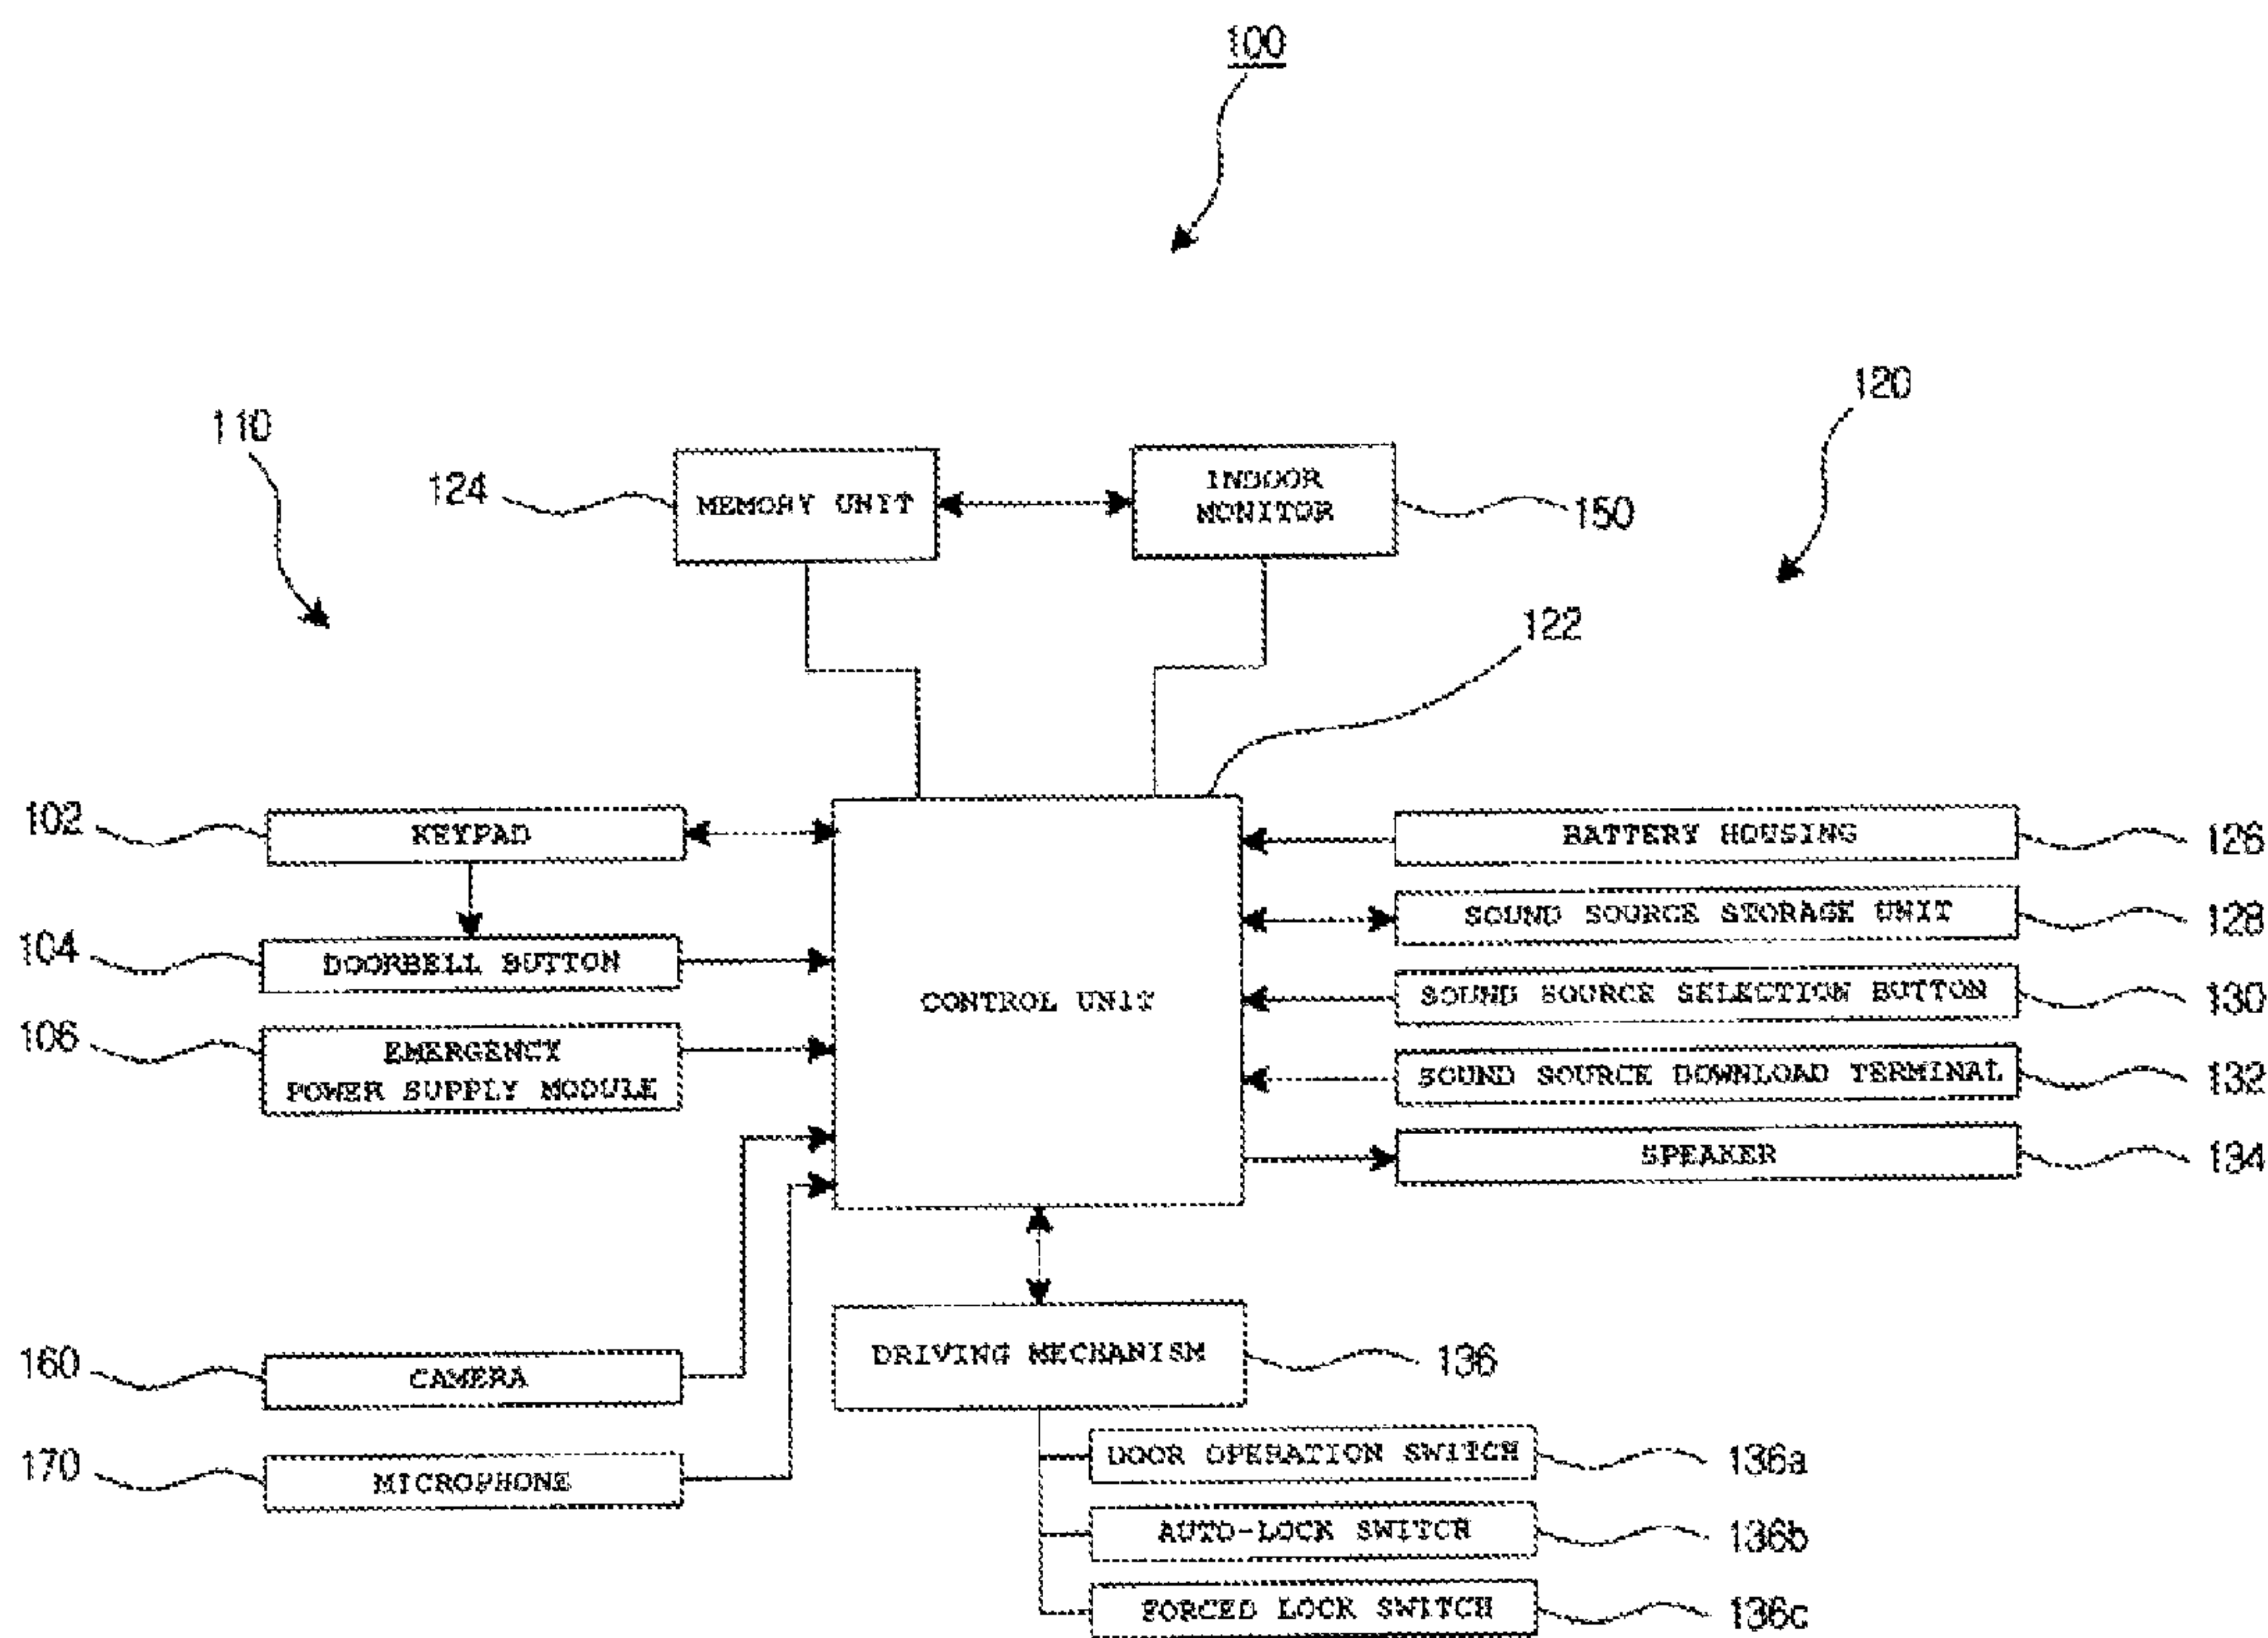 100
120
110
124
MEMORY UNIT
INDOOR
MONITOR
150
122
102
KEYPAD
BATTERY HOUSING
126
SOUND SOURCE STORAGE UNIT
128
104
DOORBELL BUTTON
CONTROL UNIT
SOUND SOURCE SELECTION BUTTON
130
106
EMERGENCY
POWER SUPPLY MODULE
SOUND SOURCE DOWNLOAD TERMINAL
132
SPEAKER
134
160
CAMERA
DRIVING MECHANISM
136
170
MICROPHONE
DOOR OPERATION SWITCH
136a
AUTO-LOCK SWITCH
136b
FORCED LOCK SWITCH
136c